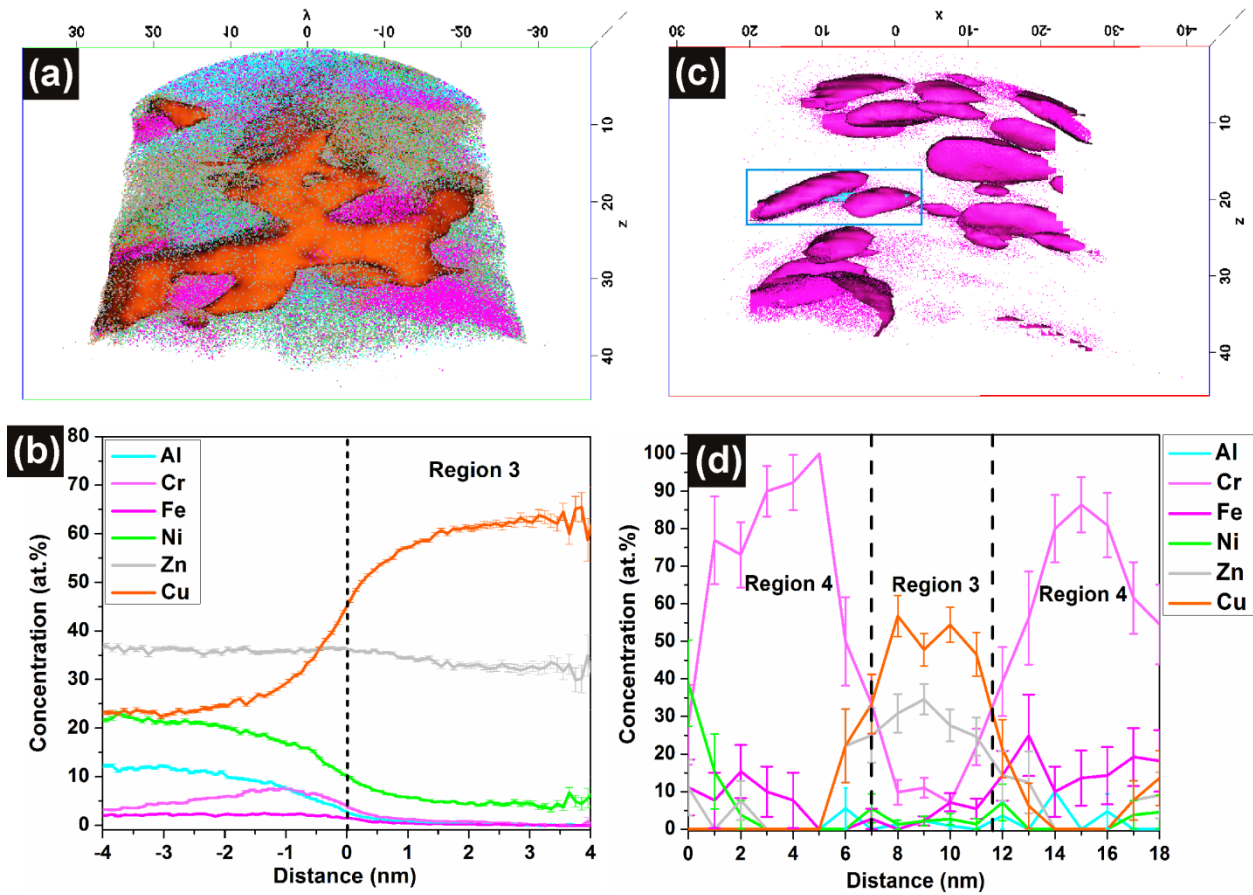 (a)
y
20 10 0 -10 -20 -30
10
20
z
30
40
(c)
x
30 20 10 0 -10 -20 -30 -40
10
20
z
30
40
(b)
Concentration (at.%)
80
70
60
50
40
30
20
10
0
Al
Cr
Fe
Ni
Zn
Cu
Region 3
-4 -3 -2 -1 0 1 2 3 4
Distance (nm)
(d)
Concentration (at.%)
100
90
80
70
60
50
40
30
20
10
0
Region 4
Region 3
Region 4
0 2 4 6 8 10 12 14 16 18
Distance (nm)
Al
Cr
Fe
Ni
Zn
Cu